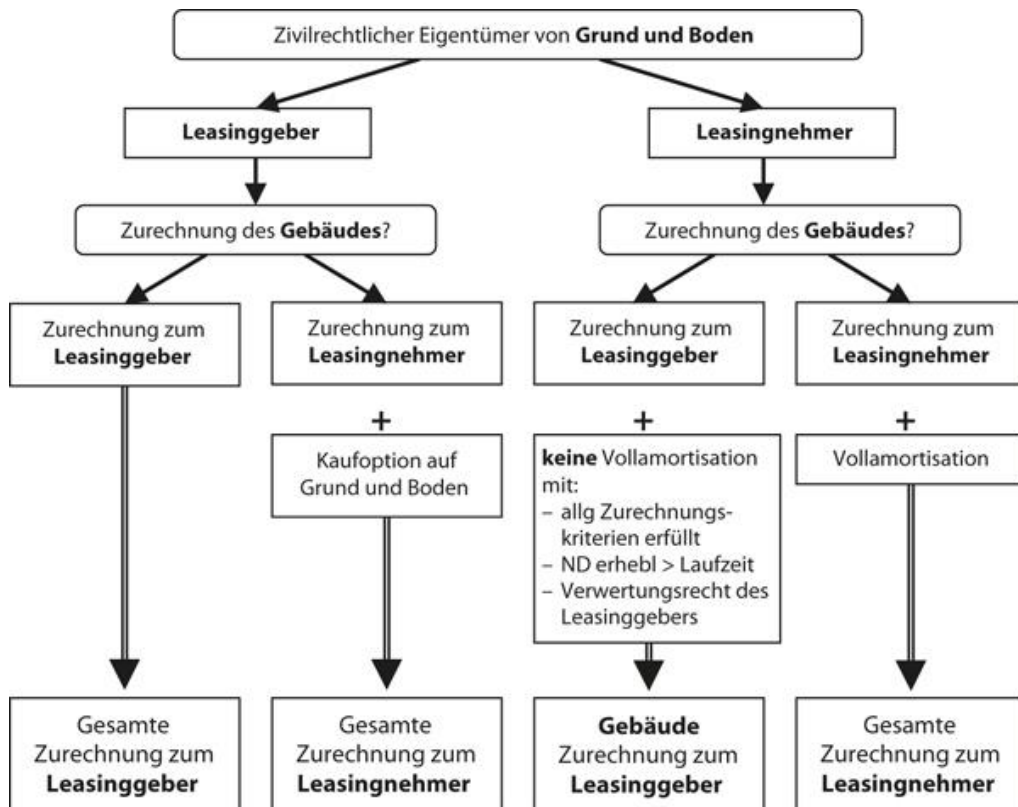 Zivilrechtlicher Eigentümer von Grund und Boden
Leasinggeber
Leasingnehmer
Zurechnung des Gebäudes?
Zurechnung des Gebäudes?
Zurechnung zum
Leasinggeber
Zurechnung zum
Leasingnehmer
Zurechnung zum
Leasinggeber
Zurechnung zum
Leasingnehmer
+
+
+
Kaufoption auf
Grund und Boden
keine Vollamortisation
mit:
– allg Zurechnungs-
kriterien erfüllt
– ND erhebl > Laufzeit
– Verwertungsrecht des
Leasinggebers
Vollamortisation
Gesamte
Zurechnung zum
Leasinggeber
Gesamte
Zurechnung zum
Leasingnehmer
Gebäude
Zurechnung zum
Leasinggeber
Gesamte
Zurechnung zum
Leasingnehmer